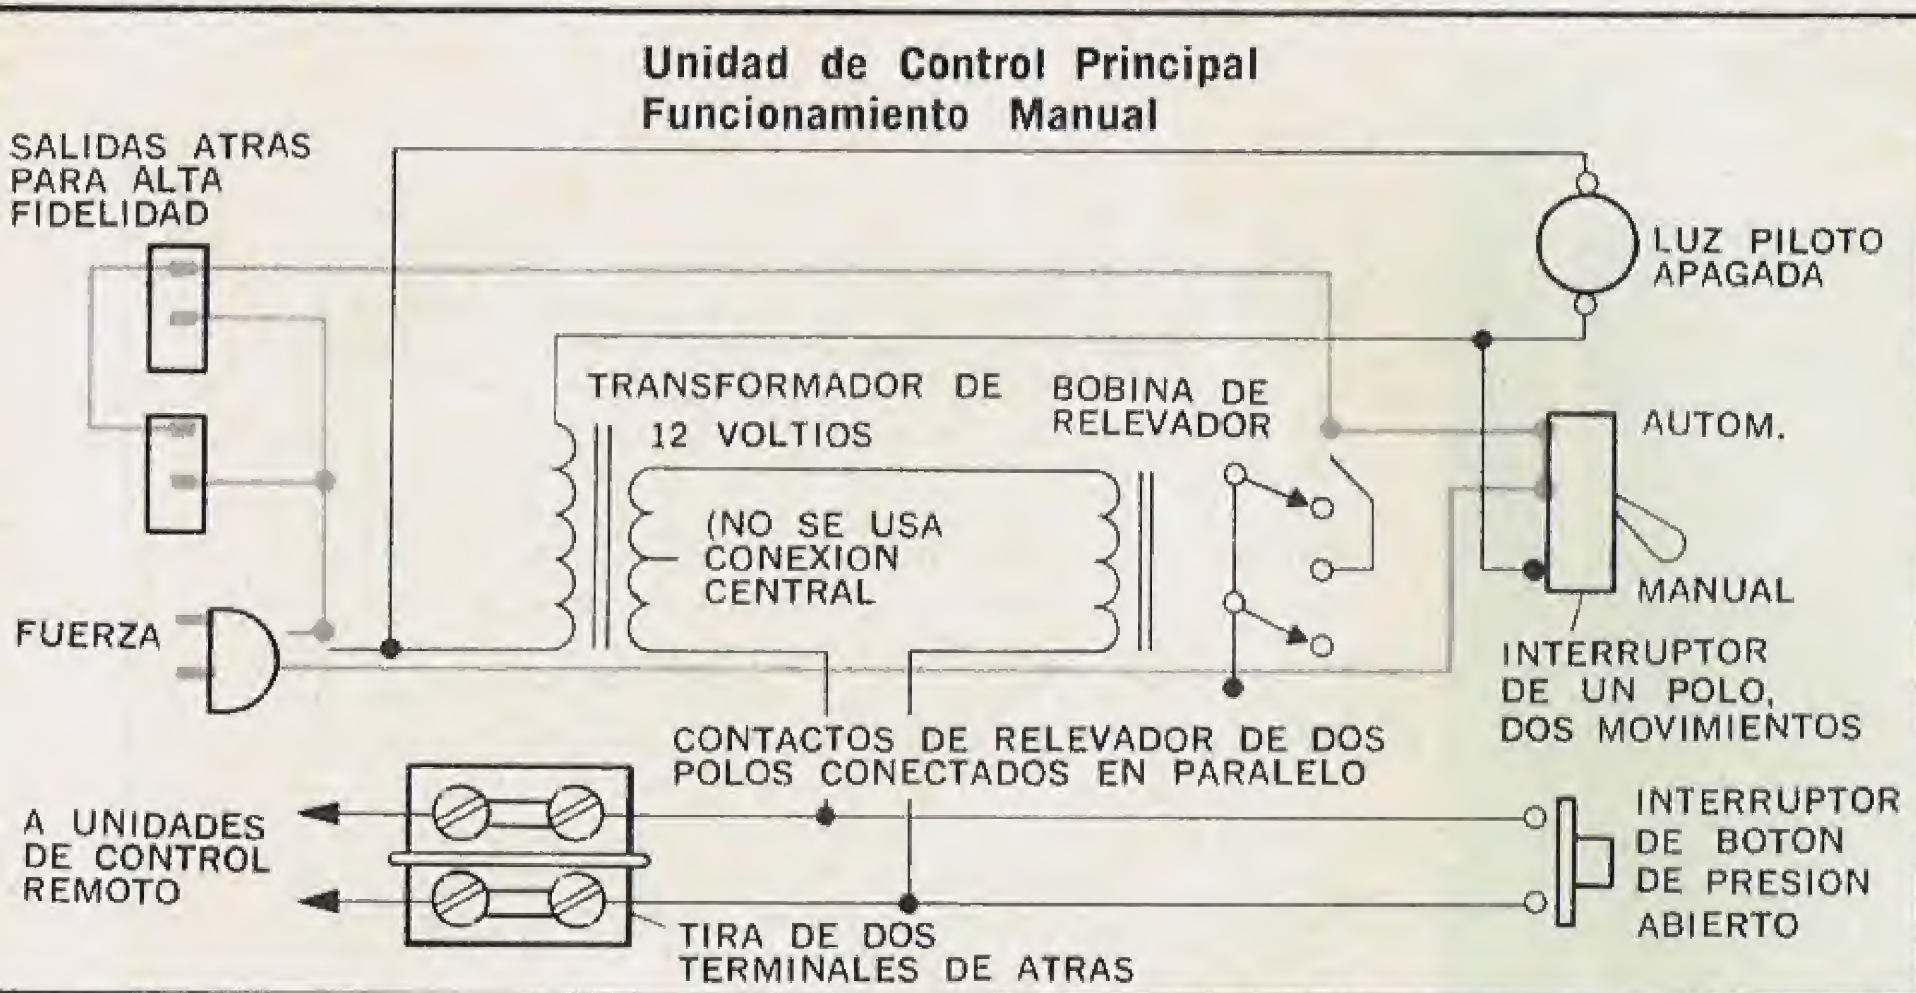 Unidad de Control Principal
Funcionamiento Manual
SALIDAS ATRAS
PARA ALTA
FIDELIDAD
LUZ PILOTO
APAGADA
TRANSFORMADOR DE
12 VOLTIOS
BOBINA DE
RELEVADOR
AUTOM.
(NO SE USA
CONEXION
CENTRAL
MANUAL
FUERZA
INTERRUPTOR
DE UN POLO,
DOS MOVIMIENTOS
CONTACTOS DE RELEVADOR DE DOS
POLOS CONECTADOS EN PARALELO
A UNIDADES
DE CONTROL
REMOTO
INTERRUPTOR
DE BOTON
DE PRESION
ABIERTO
TIRA DE DOS
TERMINALES DE ATRAS